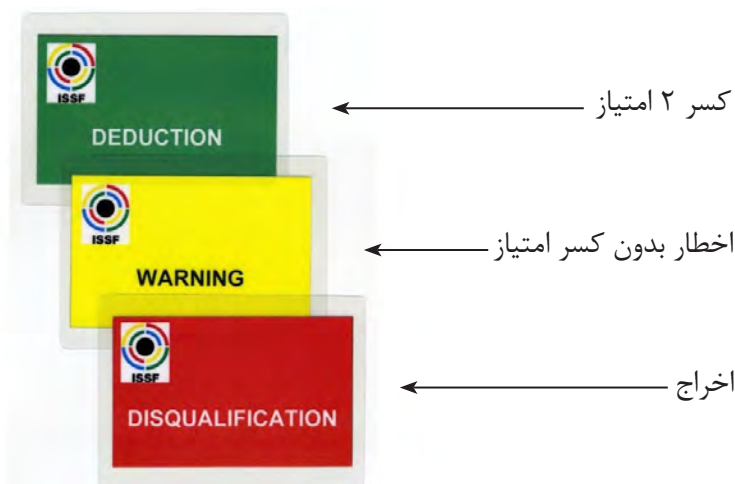 ISSF
DEDUCTION
کسر ۲ امتیاز
ISSF
WARNING
اخطار بدون کسر امتیاز
ISSF
DISQUALIFICATION
اخراج